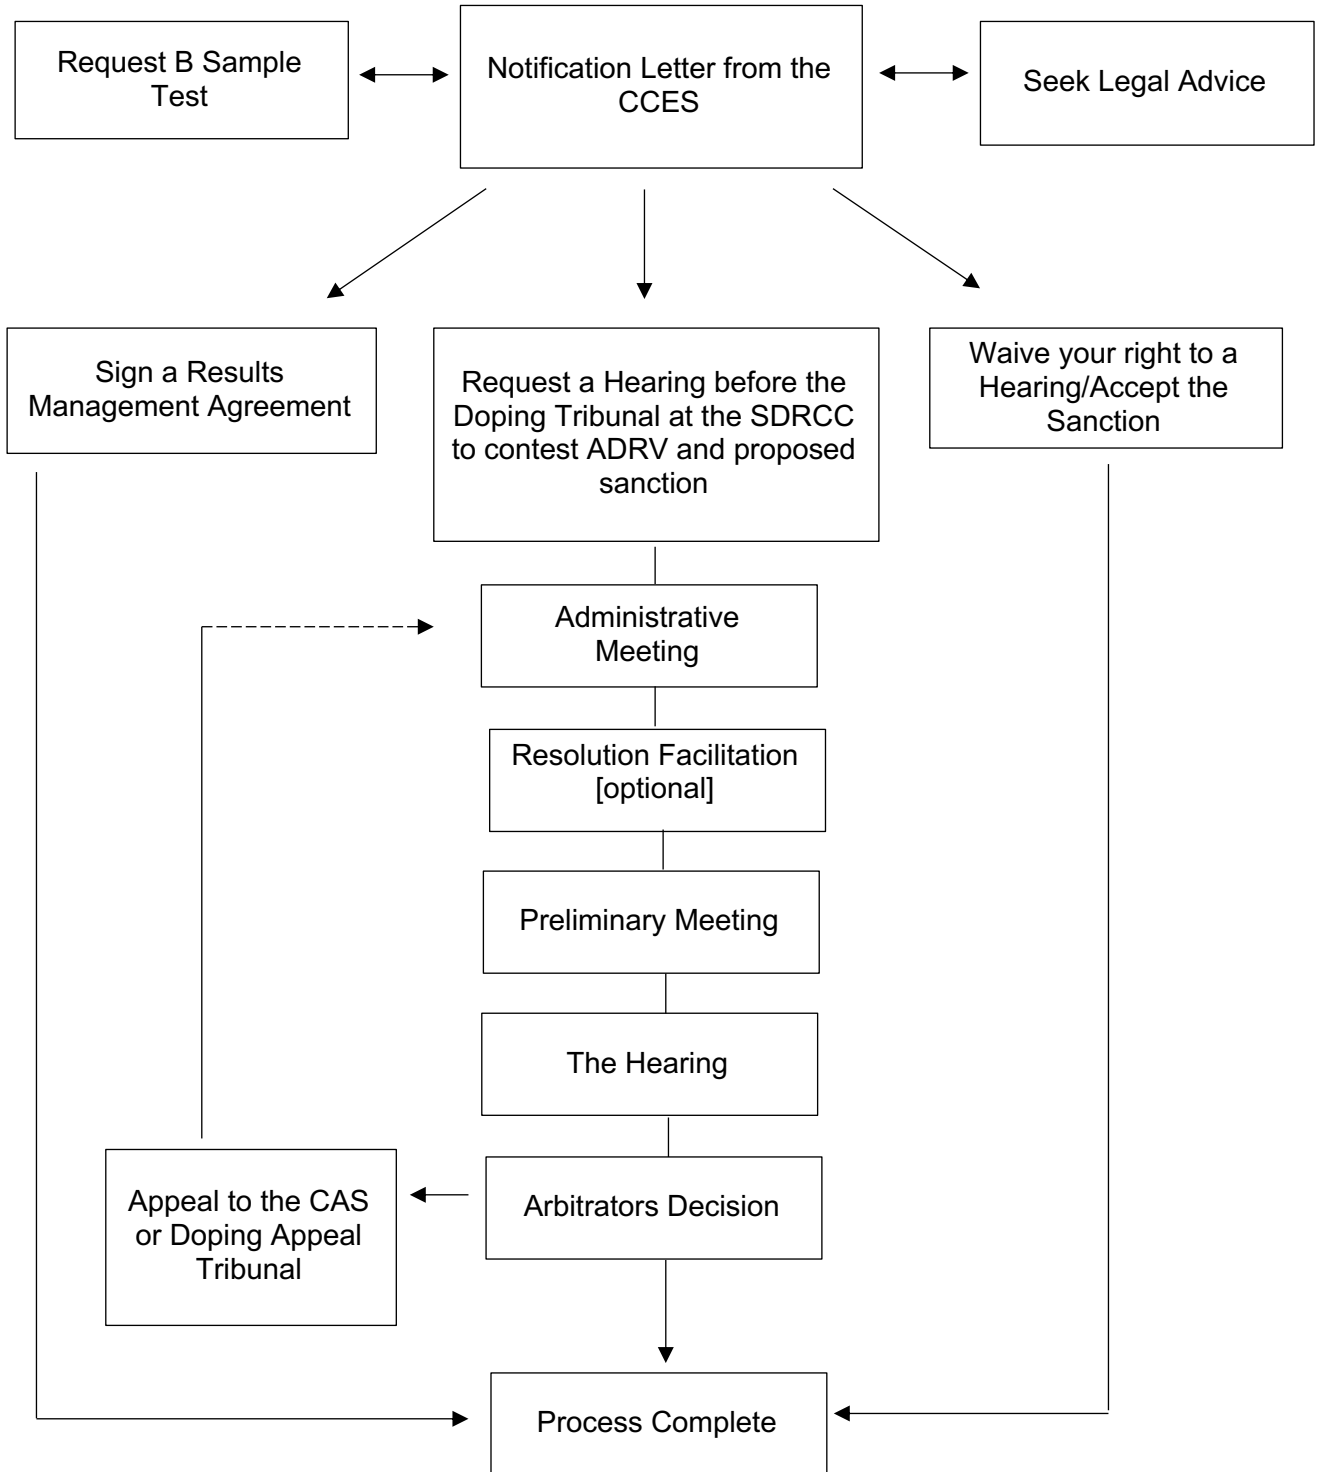 Request B Sample
Test
Notification Letter from the
CCES
Seek Legal Advice
Sign a Results
Management Agreement
Request a Hearing before the
Doping Tribunal at the SDRCC
to contest ADRV and proposed
sanction
Waive your right to a
Hearing/Accept the
Sanction
Administrative
Meeting
Resolution Facilitation
[optional]
Preliminary Meeting
The Hearing
Appeal to the CAS
or Doping Appeal
Tribunal
Arbitrators Decision
Process Complete